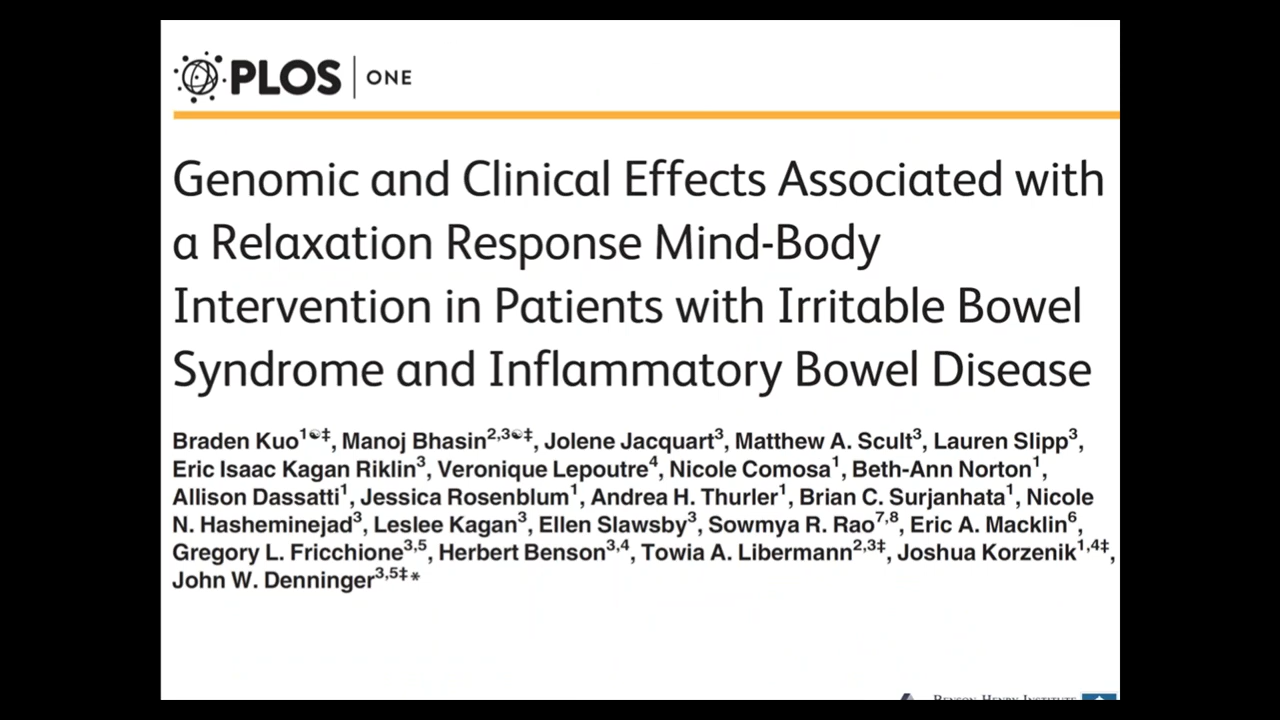 PLOS | ONE
Genomic and Clinical Effects Associated with
a Relaxation Response Mind-Body
Intervention in Patients with Irritable Bowel
Syndrome and Inflammatory Bowel Disease
Braden Kuo1☯‡, Manoj Bhasin2,3☯‡, Jolene Jacquart3, Matthew A. Scult3, Lauren Slipp3,
Eric Isaac Kagan Riklin3, Veronique Lepoutre4, Nicole Comosa1, Beth-Ann Norton1,
Allison Dassatti1, Jessica Rosenblum1, Andrea H. Thurler1, Brian C. Surjanhata1, Nicole
N. Hasheminejad3, Leslee Kagan3, Ellen Slawsby3, Sowmya R. Rao7,8, Eric A. Macklin6,
Gregory L. Fricchione3,5, Herbert Benson3,4, Towia A. Libermann2,3‡, Joshua Korzenik1,4‡,
John W. Denninger3,5‡*
Benson-Henry Institute